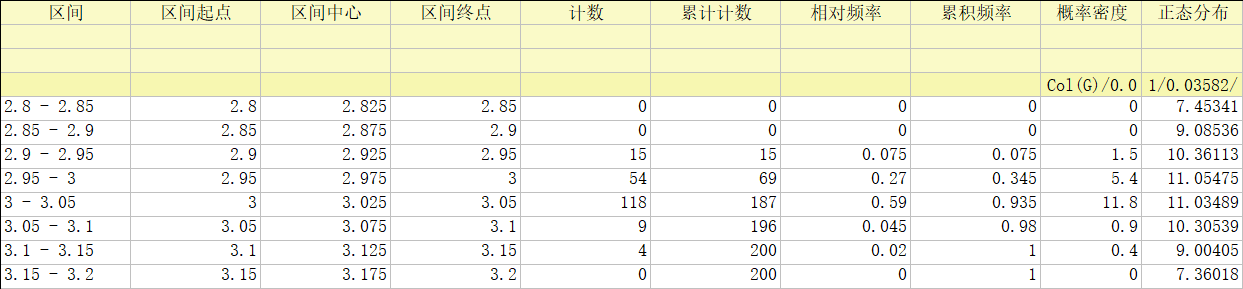 区间 区间起点 区间中心 区间终点 计数 累计计数 相对频率 累积频率 概率密度 正态分布
Col(G)/0.0 1/0.03582/
2.8 - 2.85 2.8 2.825 2.85 0 0 0 0 0 7.45341
2.85 - 2.9 2.85 2.875 2.9 0 0 0 0 0 9.08536
2.9 - 2.95 2.9 2.925 2.95 15 15 0.075 0.075 1.5 10.36113
2.95 - 3 2.95 2.975 3 54 69 0.27 0.345 5.4 11.05475
3 - 3.05 3 3.025 3.05 118 187 0.59 0.935 11.8 11.03489
3.05 - 3.1 3.05 3.075 3.1 9 196 0.045 0.98 0.9 10.30539
3.1 - 3.15 3.1 3.125 3.15 4 200 0.02 1 0.4 9.00405
3.15 - 3.2 3.15 3.175 3.2 0 200 0 1 0 7.36018